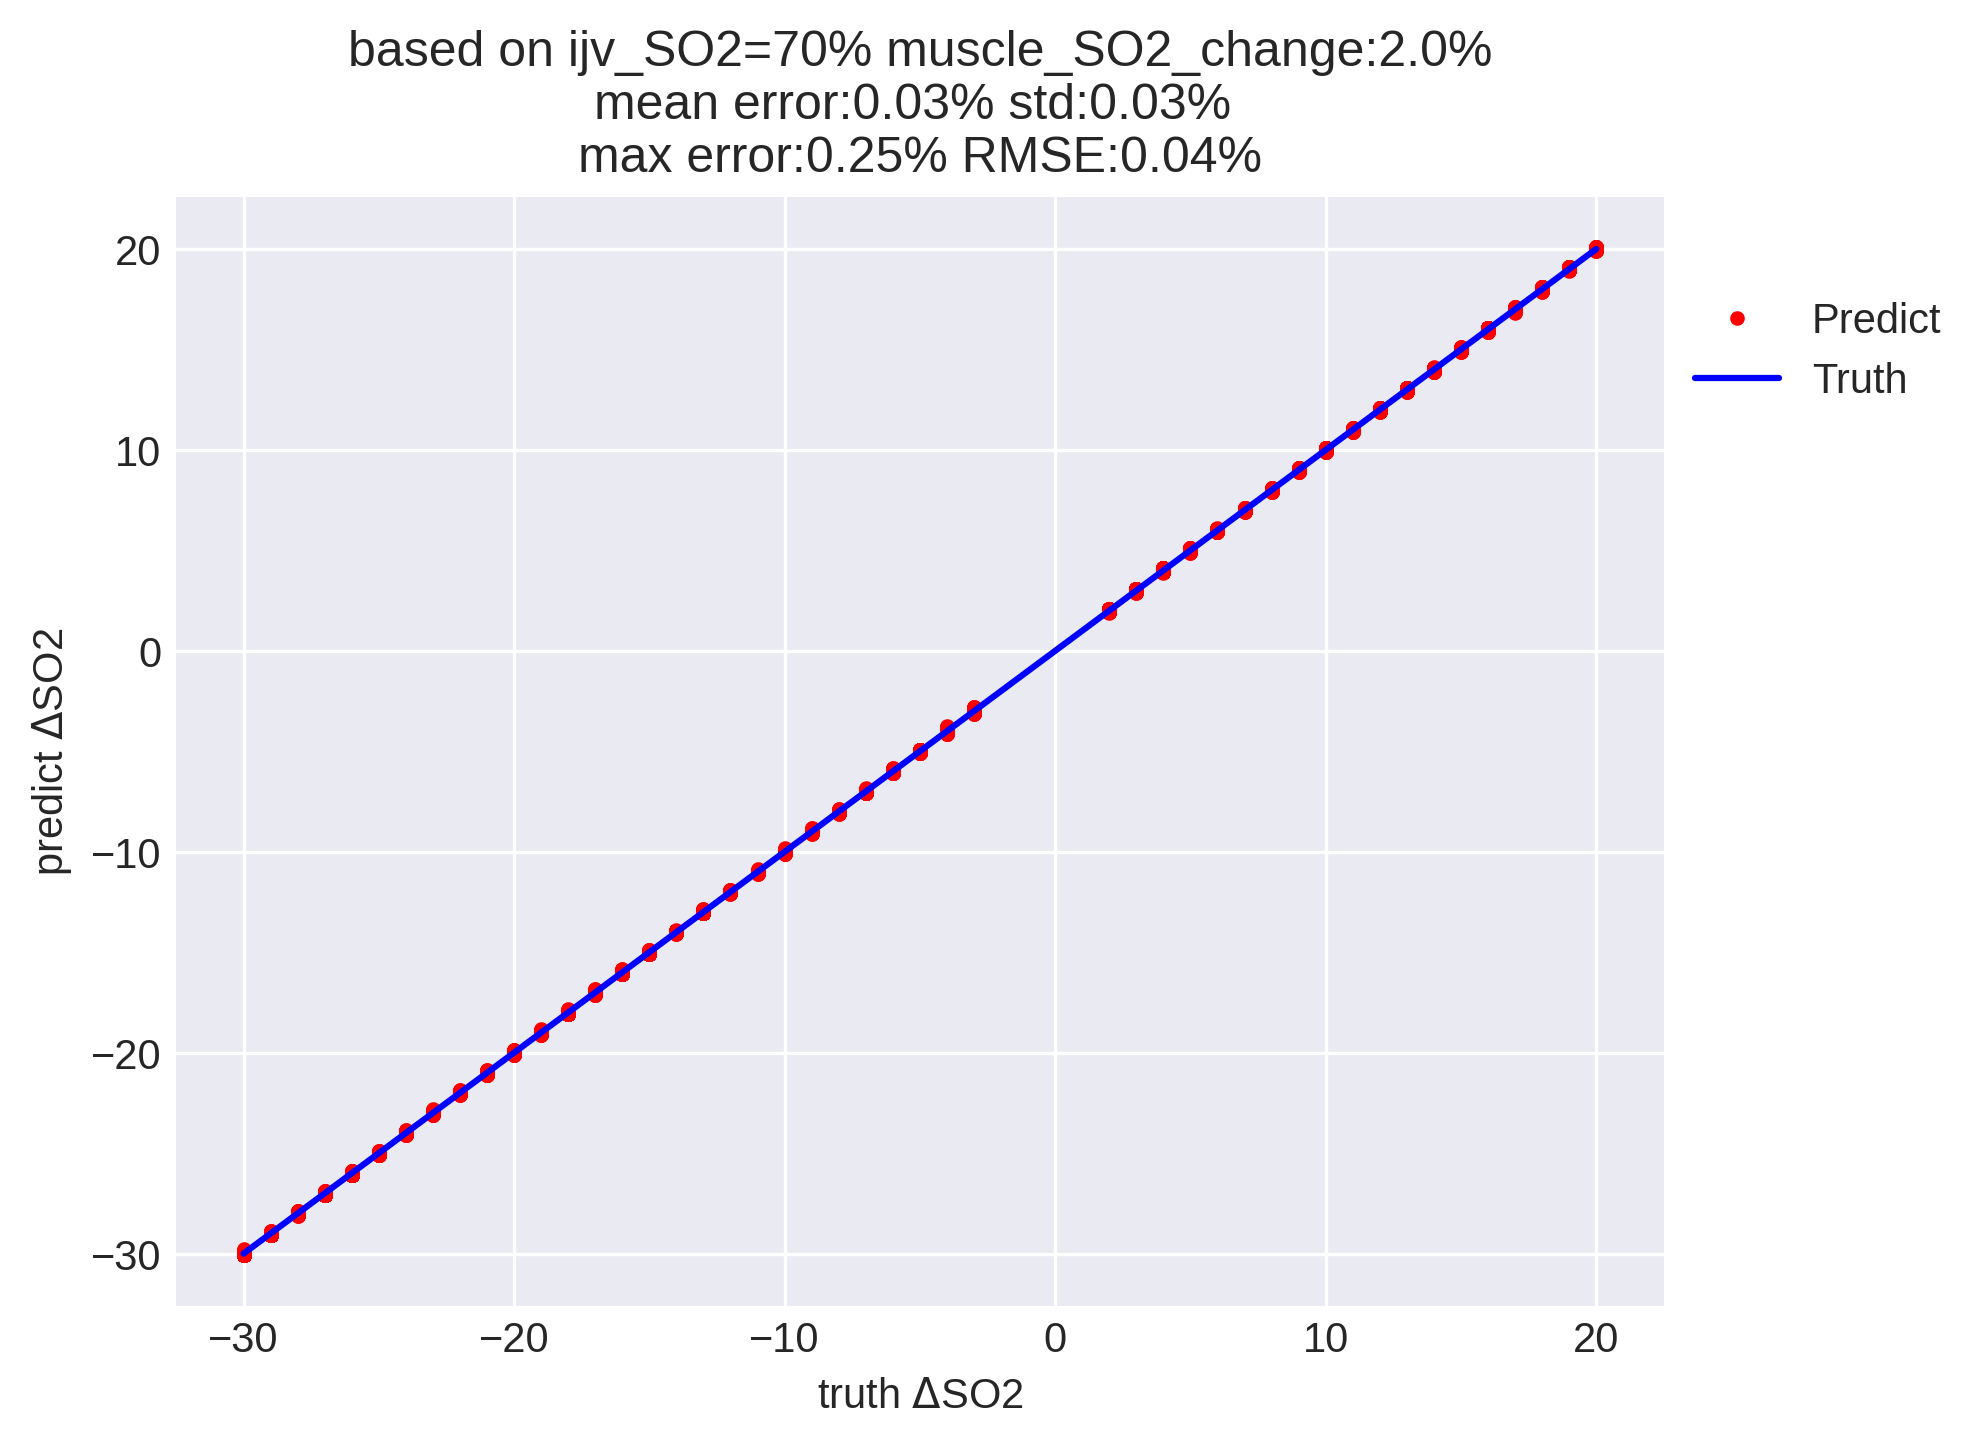 based on ijv_SO2=70% muscle_SO2_change:2.0%
mean error:0.03% std:0.03%
max error:0.25% RMSE:0.04%
20
10
0
−10
−20
−30
predict ΔSO2
Predict
Truth
−30
−20
−10
0
10
20
truth ΔSO2